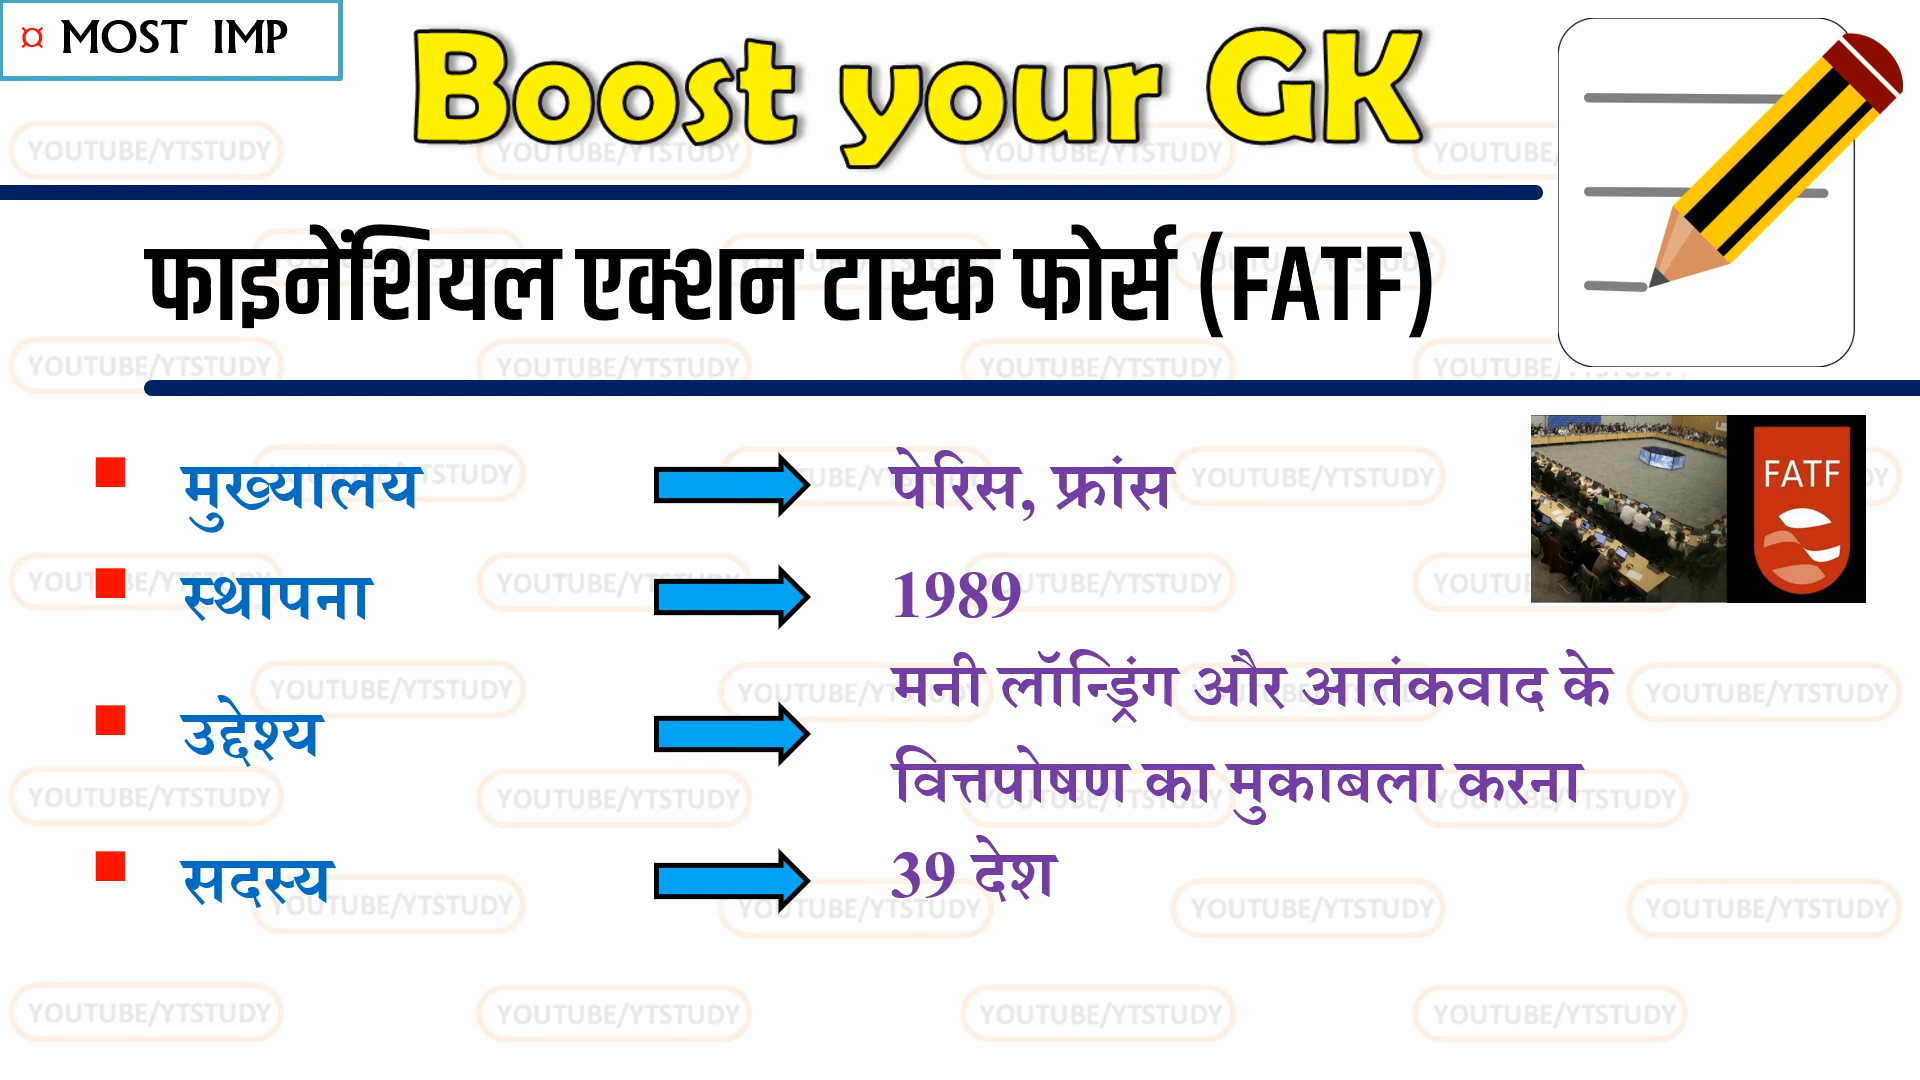 ¤ MOST IMP
Boost your GK
फाइनेंशियल एक्शन टास्क फोर्स (FATF)
मुख्यालय पेरिस, फ्रांस
FATF
स्थापना 1989
उद्देश्य मनी लॉन्ड्रिंग और आतंकवाद के
वित्तपोषण का मुकाबला करना
सदस्य 39 देश
YOUTUBE/YTSTUDY